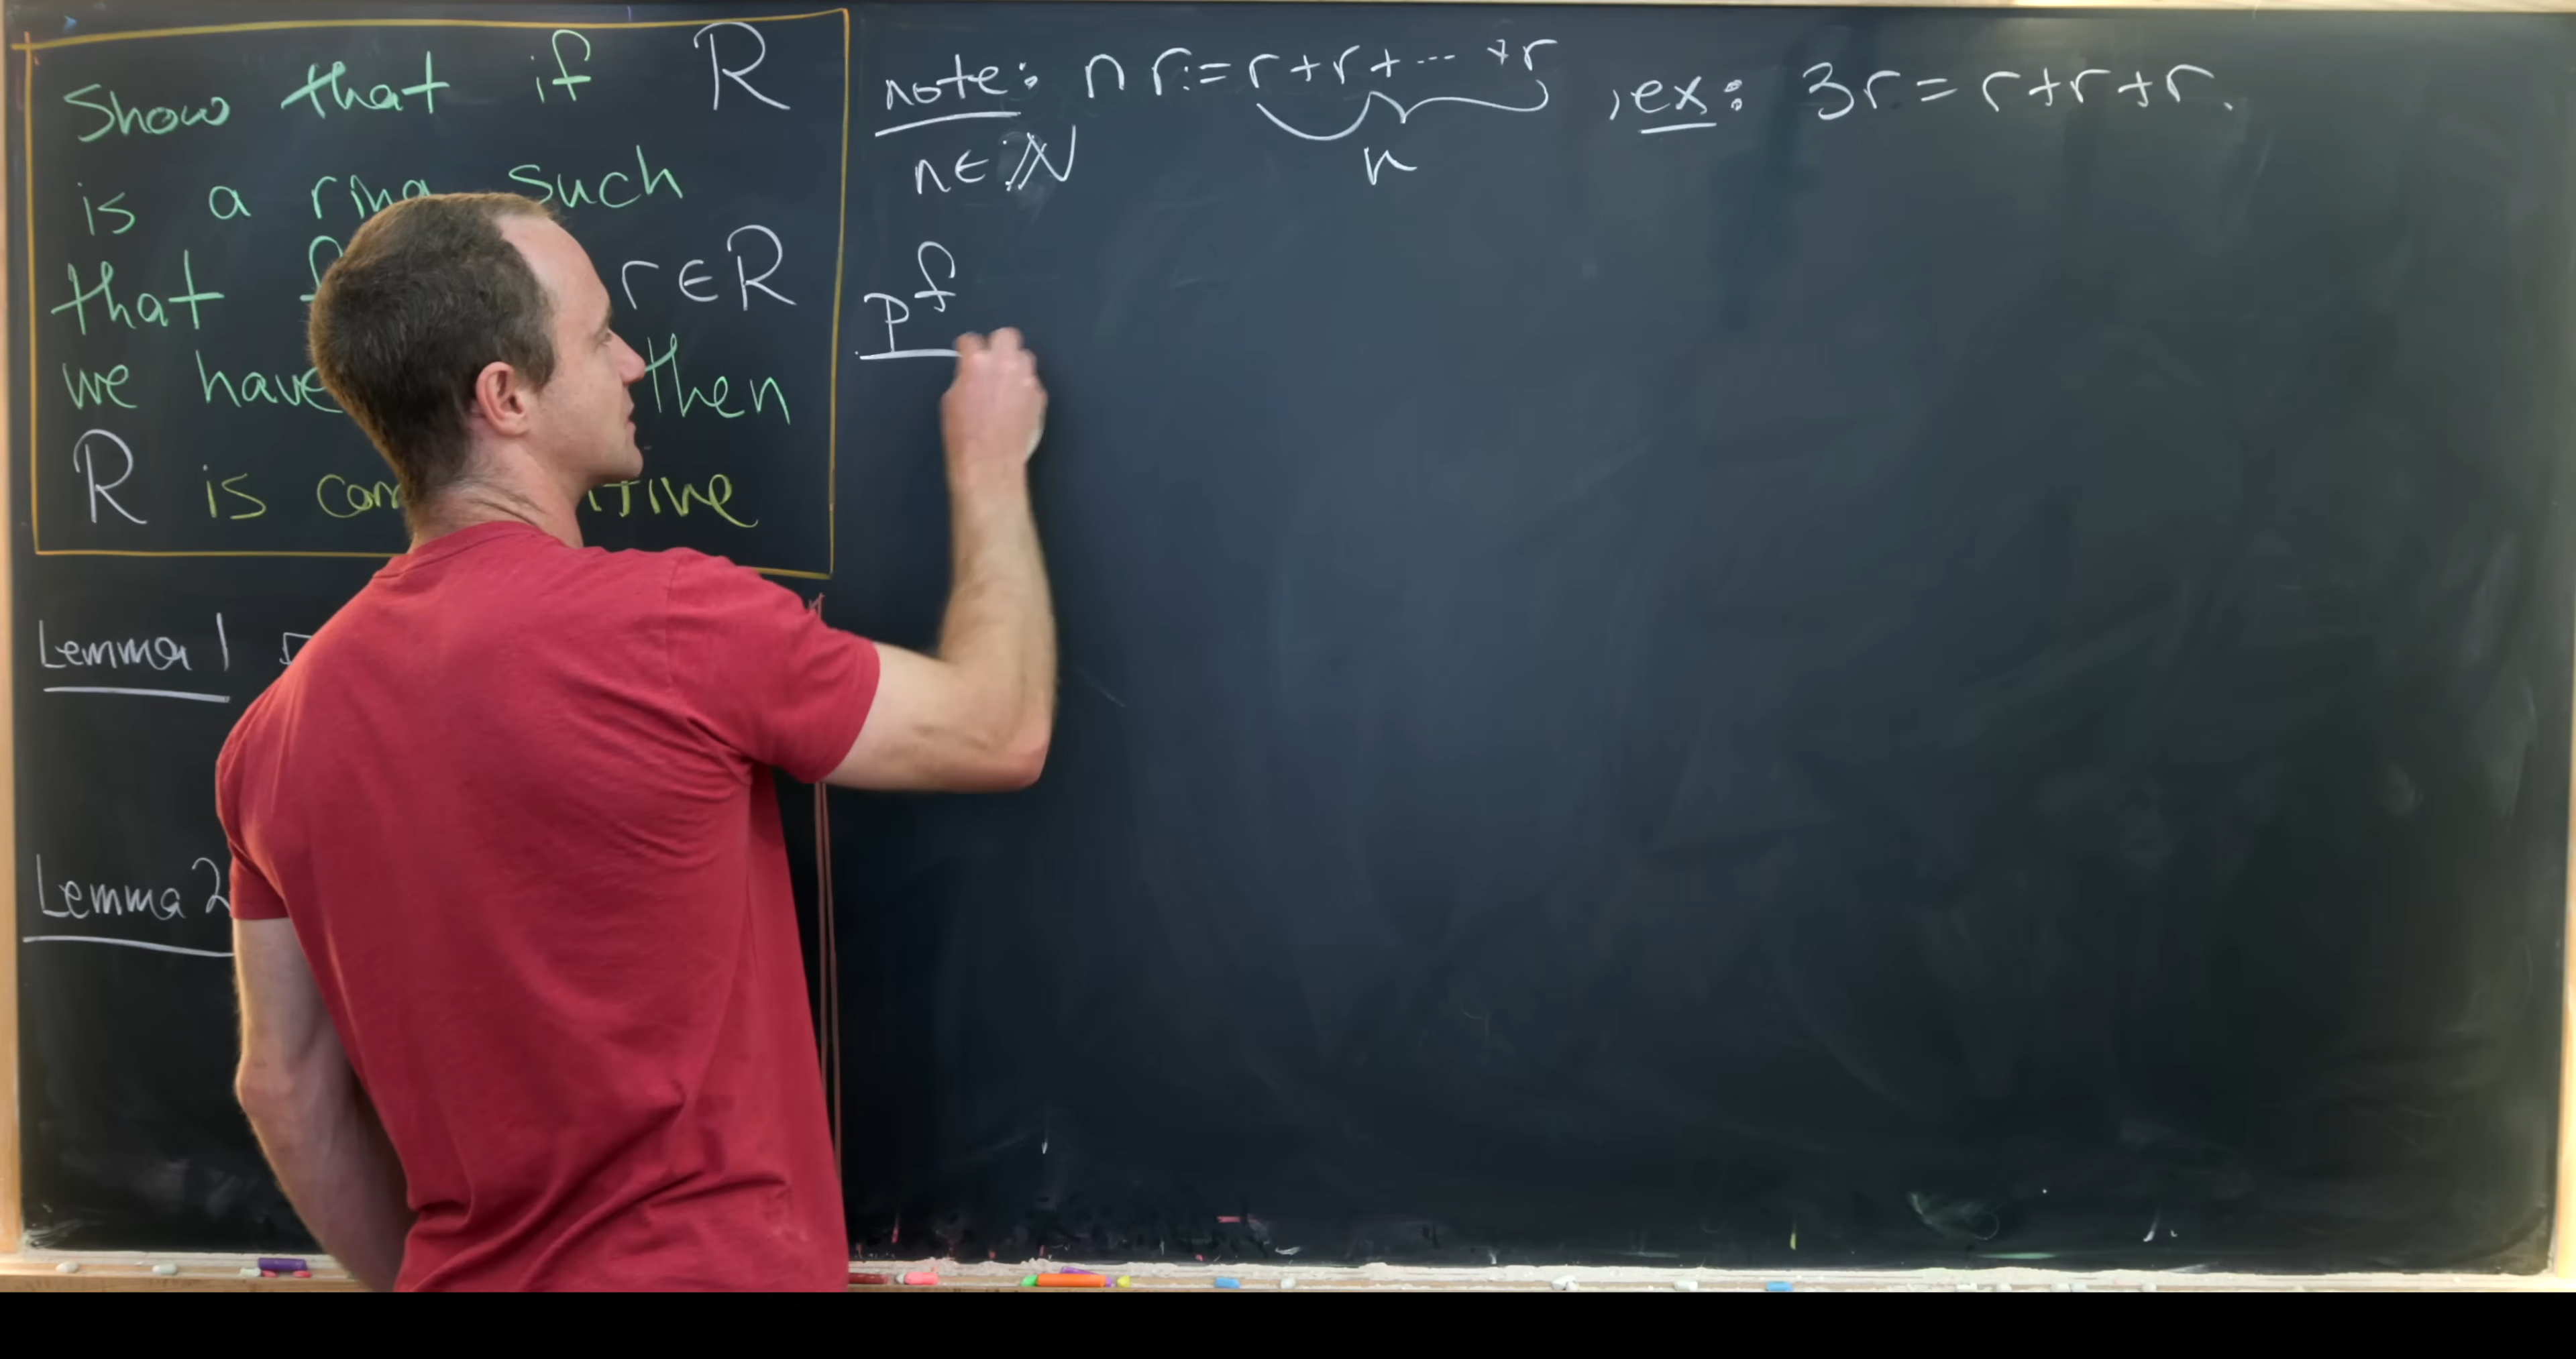 Show that if R
is a ring such
that r∈R
we have then
R is
Lemma 1
Lemma 2
note: n r := r + r + ··· + r , ex: 3r = r + r + r.
n∈ℕ n
pf